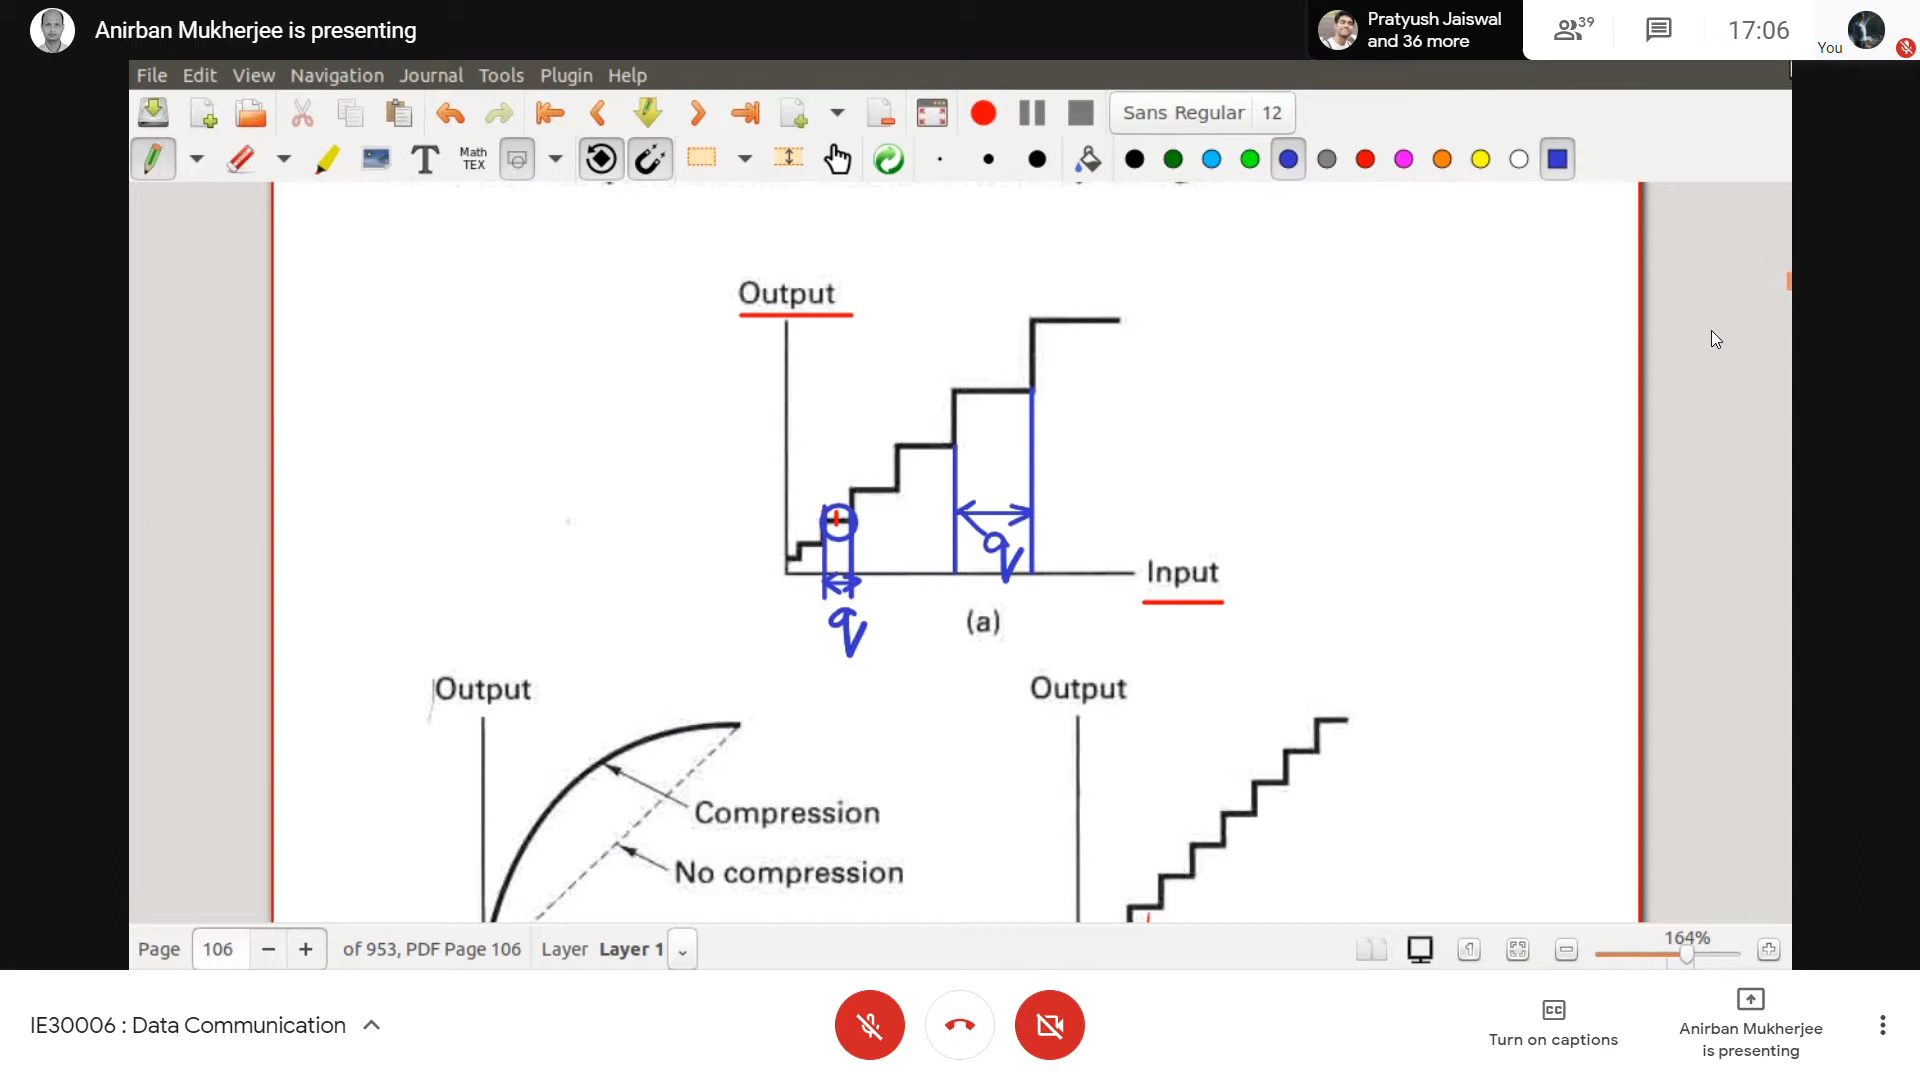 Anirban Mukherjee is presenting
Pratyush Jaiswal
and 36 more
39
17:06
You
File Edit View Navigation Journal Tools Plugin Help
Sans Regular 12
T
Math
TEX
Output
q
Input
(a)
q
Output
Output
Compression
No compression
Page 106 − + of 953, PDF Page 106 Layer Layer 1
1
164%
IE30006 : Data Communication
CC
Turn on captions
Anirban Mukherjee
is presenting